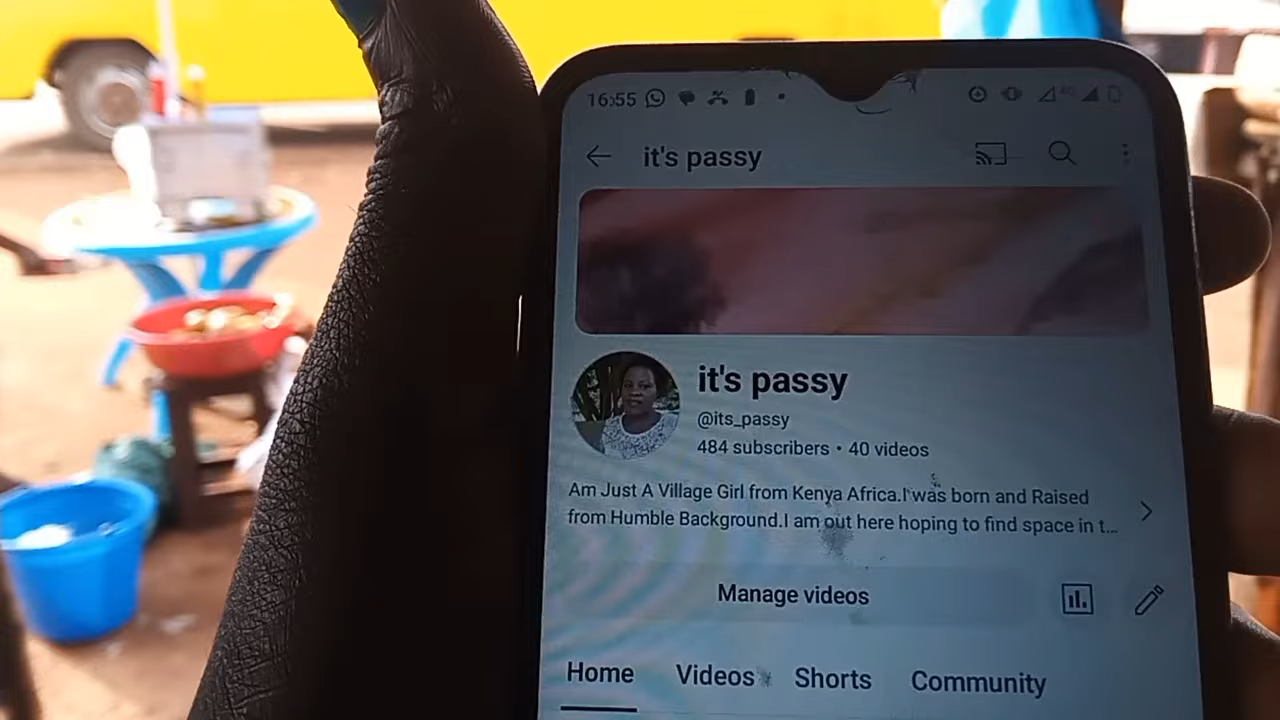 16:55
it's passy
it's passy
@its_passy
484 subscribers • 40 videos
Am Just A Village Girl from Kenya Africa.I was born and Raised
from Humble Background.I am out here hoping to find space in t...
Manage videos
Home Videos Shorts Community